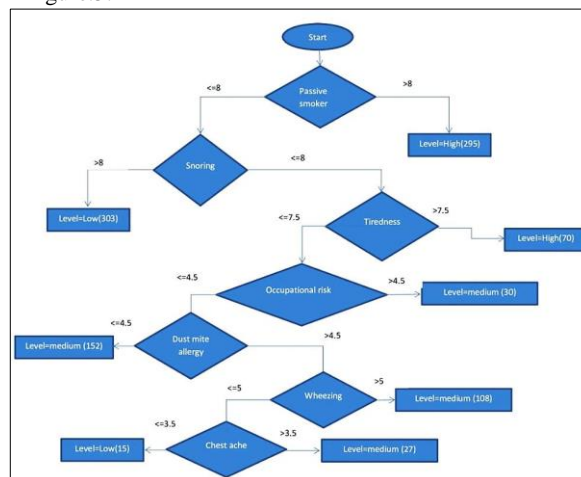 Start
<=8
Passive
smoker
>8
Level=High(295)
Snoring
>8
<=8
Level=Low(303)
Tiredness
<=7.5
>7.5
Level=High(70)
Occupational risk
<=4.5
>4.5
Level=medium (30)
Dust mite
allergy
<=4.5
>4.5
Level=medium (152)
Wheezing
<=5
>5
Level=medium (108)
Chest ache
<=3.5
>3.5
Level=Low(15)
Level=medium (27)